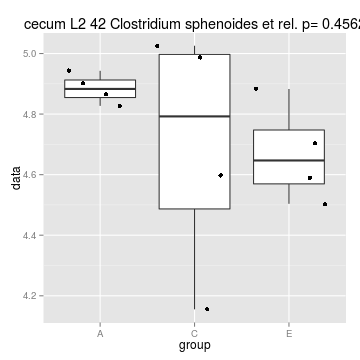 cecum L2 42 Clostridium sphenoides et rel. p= 0.4562
5.0
4.8
4.6
4.4
4.2
data
A C E
group